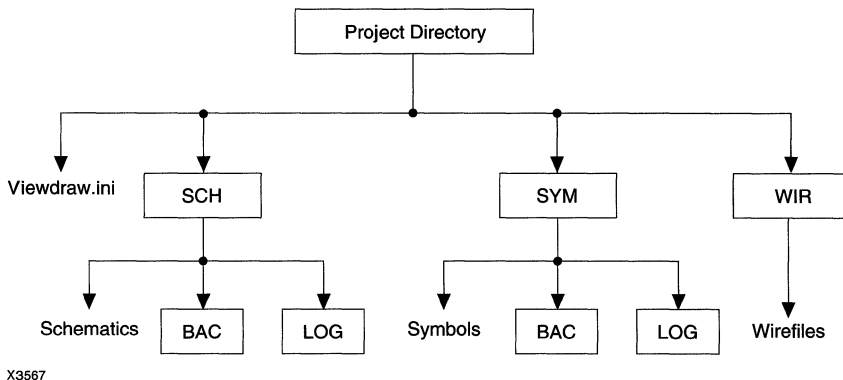 Project Directory
Viewdraw.ini
SCH
SYM
WIR
Schematics
BAC
LOG
Symbols
BAC
LOG
Wirefiles
X3567